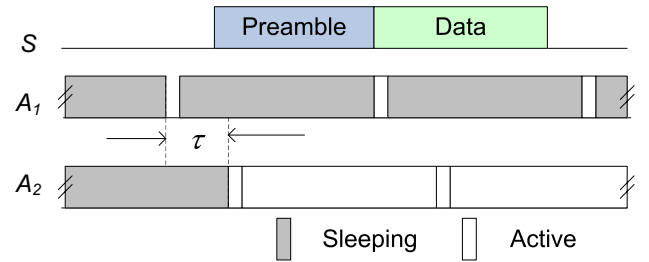 Preamble Data
S
A1
τ
A2
Sleeping Active